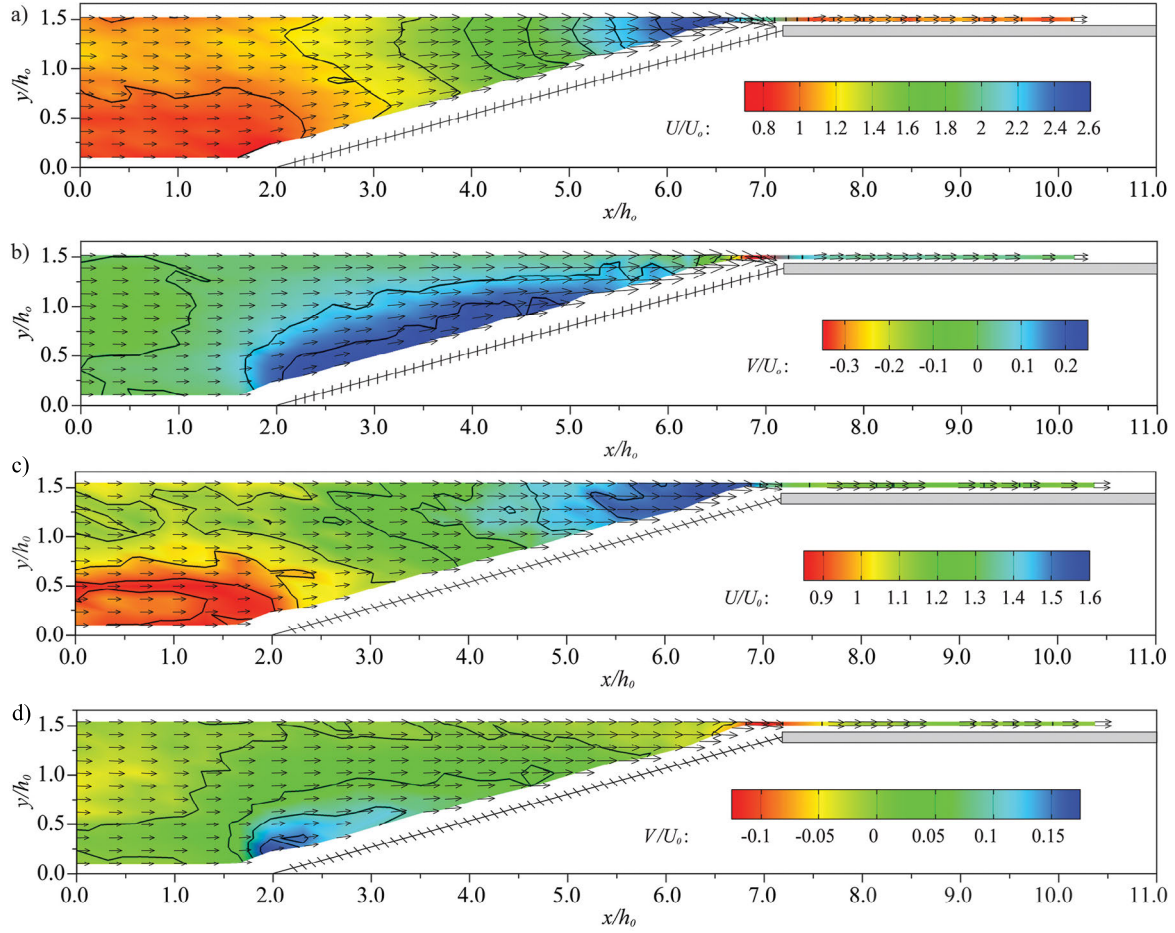 a)
1.5
1.0
0.5
0.0
y/hₒ
U/Uₒ:
0.8 1 1.2 1.4 1.6 1.8 2 2.2 2.4 2.6
0.0 1.0 2.0 3.0 4.0 5.0 6.0 7.0 8.0 9.0 10.0 11.0
x/hₒ
b)
1.5
1.0
0.5
0.0
y/hₒ
V/Uₒ:
-0.3 -0.2 -0.1 0 0.1 0.2
0.0 1.0 2.0 3.0 4.0 5.0 6.0 7.0 8.0 9.0 10.0 11.0
x/hₒ
c)
1.5
1.0
0.5
0.0
y/h₀
U/U₀:
0.9 1 1.1 1.2 1.3 1.4 1.5 1.6
0.0 1.0 2.0 3.0 4.0 5.0 6.0 7.0 8.0 9.0 10.0 11.0
x/h₀
d)
1.5
1.0
0.5
0.0
y/h₀
V/U₀:
-0.1 -0.05 0 0.05 0.1 0.15
0.0 1.0 2.0 3.0 4.0 5.0 6.0 7.0 8.0 9.0 10.0 11.0
x/h₀